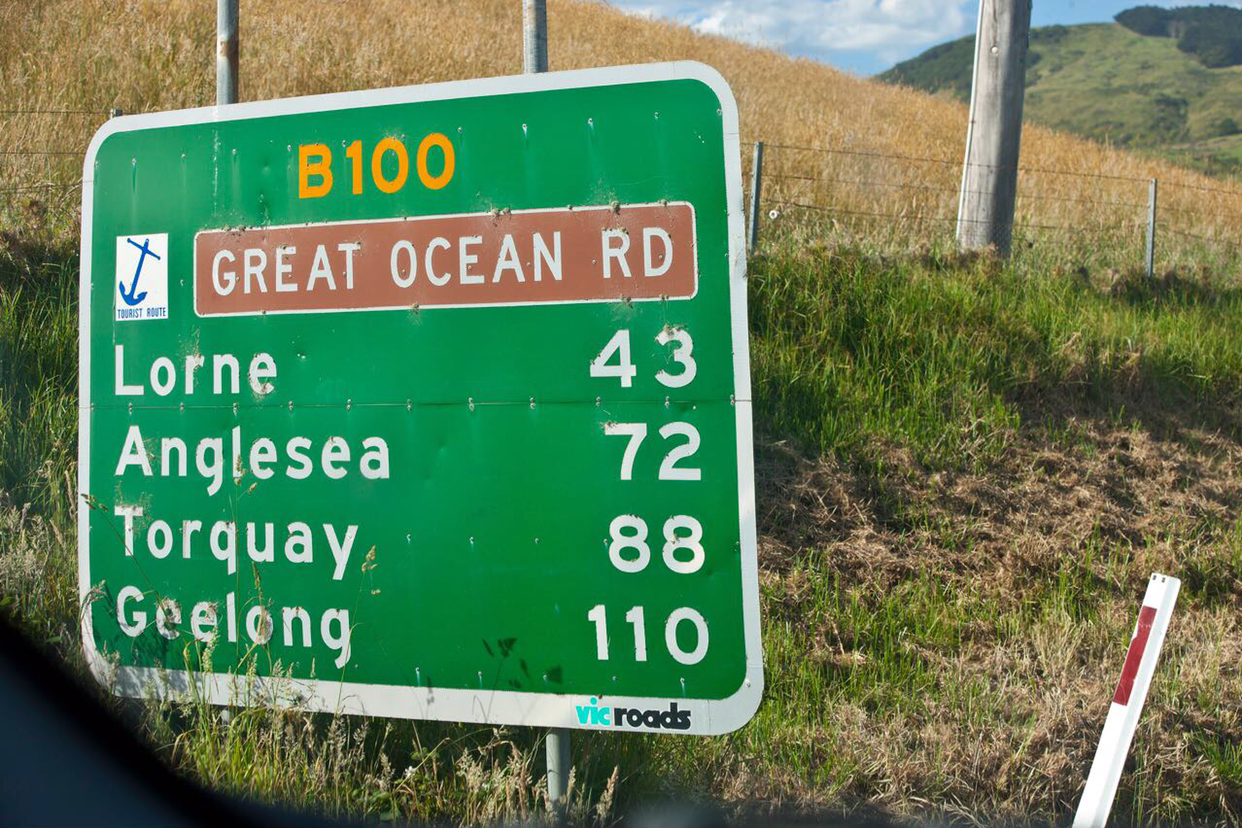 B100
GREAT OCEAN RD
TOURIST ROUTE
Lorne 43
Anglesea 72
Torquay 88
Geelong 110
vicroads